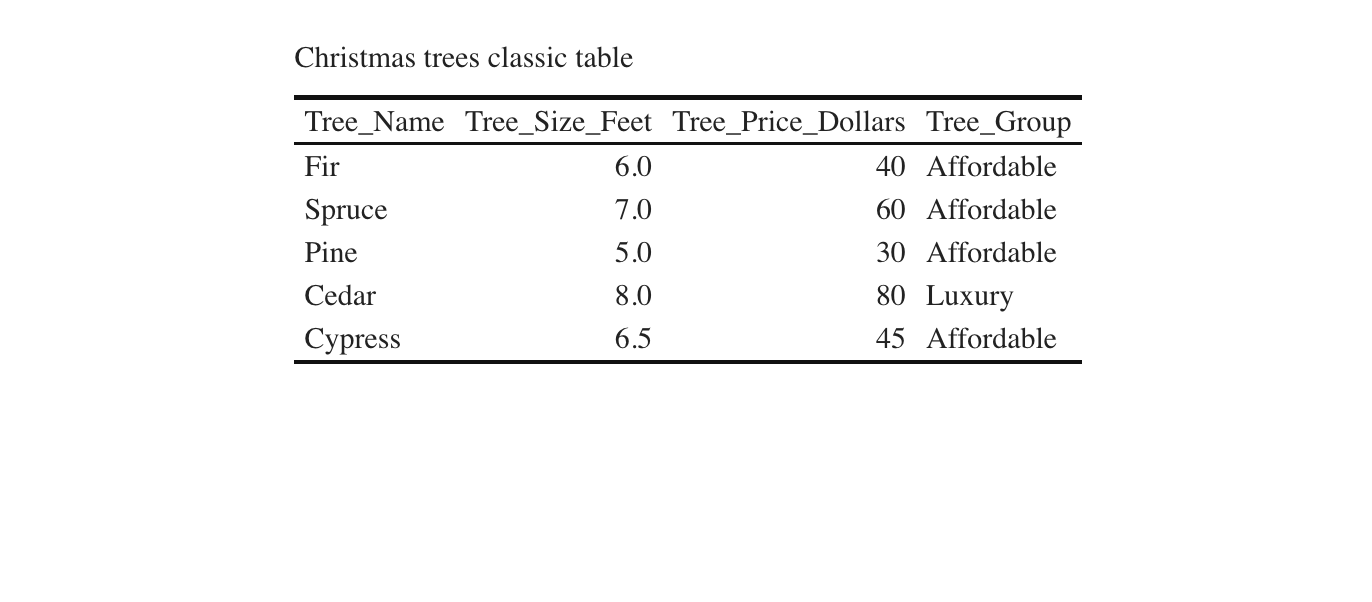 Christmas trees classic table
Tree_Name Tree_Size_Feet Tree_Price_Dollars Tree_Group
Fir 6.0 40 Affordable
Spruce 7.0 60 Affordable
Pine 5.0 30 Affordable
Cedar 8.0 80 Luxury
Cypress 6.5 45 Affordable